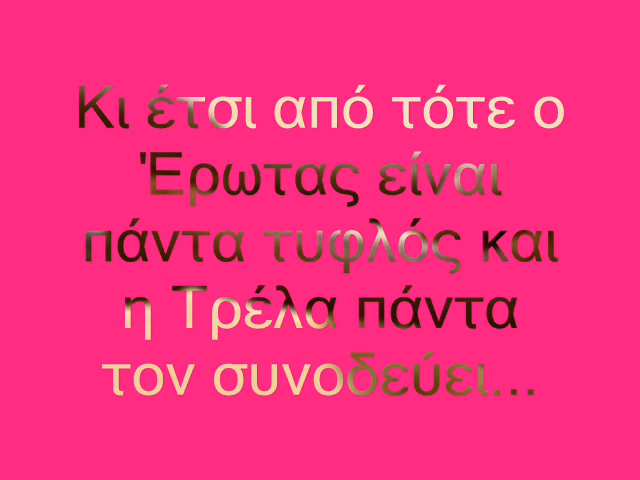 Κι έτσι από τότε ο
Έρωτας είναι
πάντα τυφλός και
η Τρέλα πάντα
τον συνοδεύει...